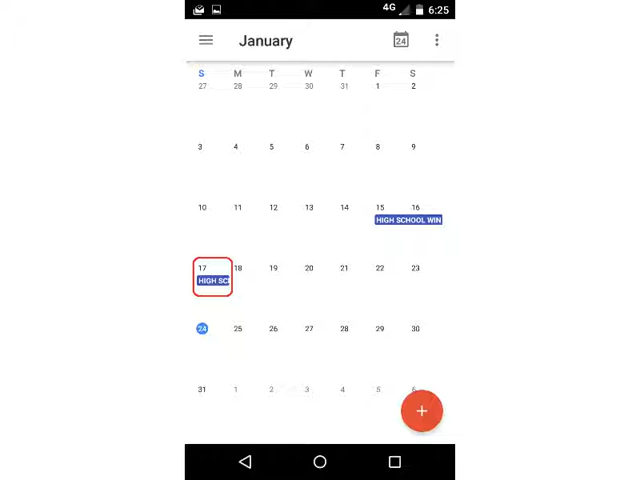 4G 6:25
January 24
S M T W T F S
27 28 29 30 31 1 2
3 4 5 6 7 8 9
10 11 12 13 14 15 16
HIGH SCHOOL WIN
17 18 19 20 21 22 23
HIGH SC
24 25 26 27 28 29 30
31 1 2 3 4 5 6
+